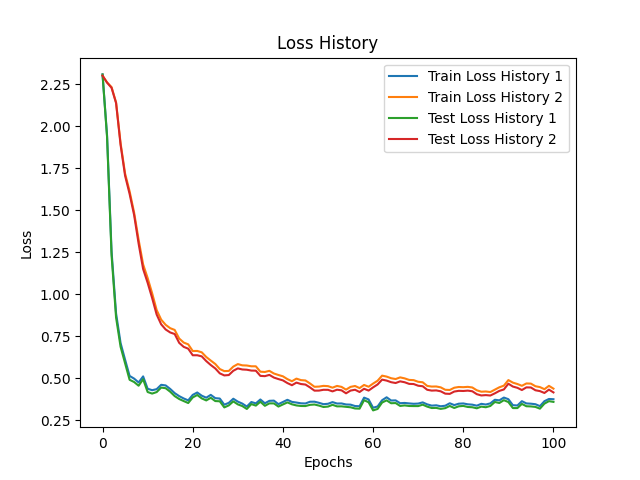 Loss History
Train Loss History 1
Train Loss History 2
Test Loss History 1
Test Loss History 2
2.25
2.00
1.75
1.50
1.25
1.00
0.75
0.50
0.25
Loss
0 20 40 60 80 100
Epochs